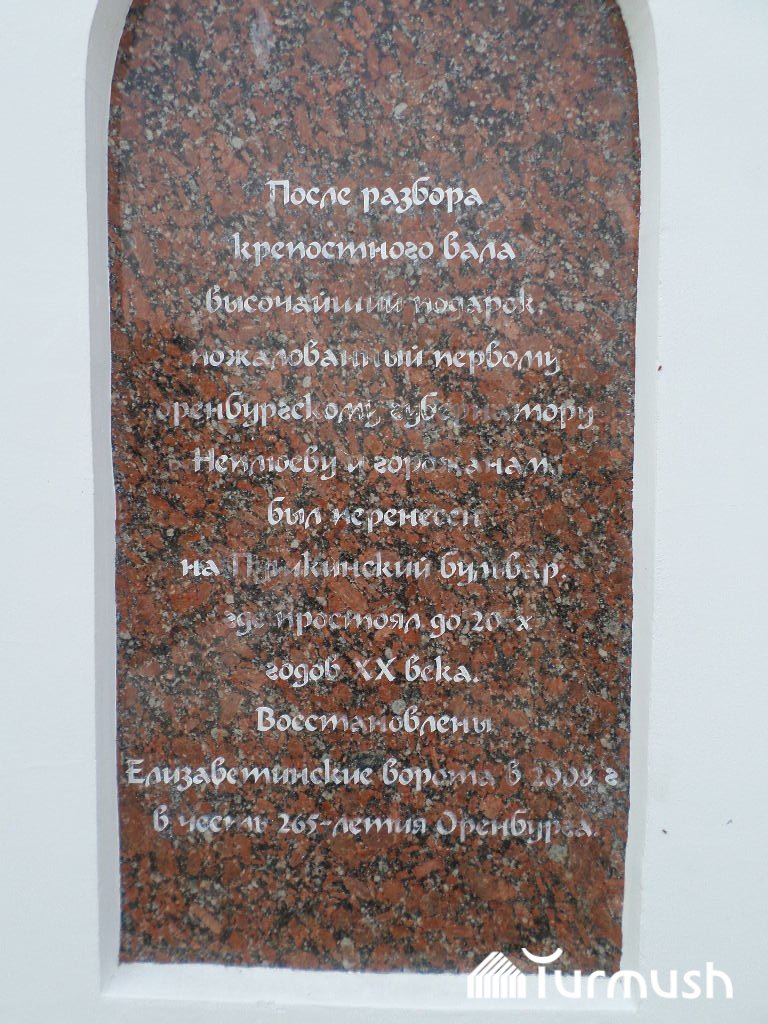 После разбора
крепостного вала
высочайший подарок,
пожалованный первому
оренбургскому губернатору
Неплюеву и горожанам,
был перенесен
на Пушкинский бульвар,
где простоял до 20-х
годов XX века.
Восстановлены
Елизаветинские ворота в 2008 г
в честь 265-летия Оренбурга.
Turmush